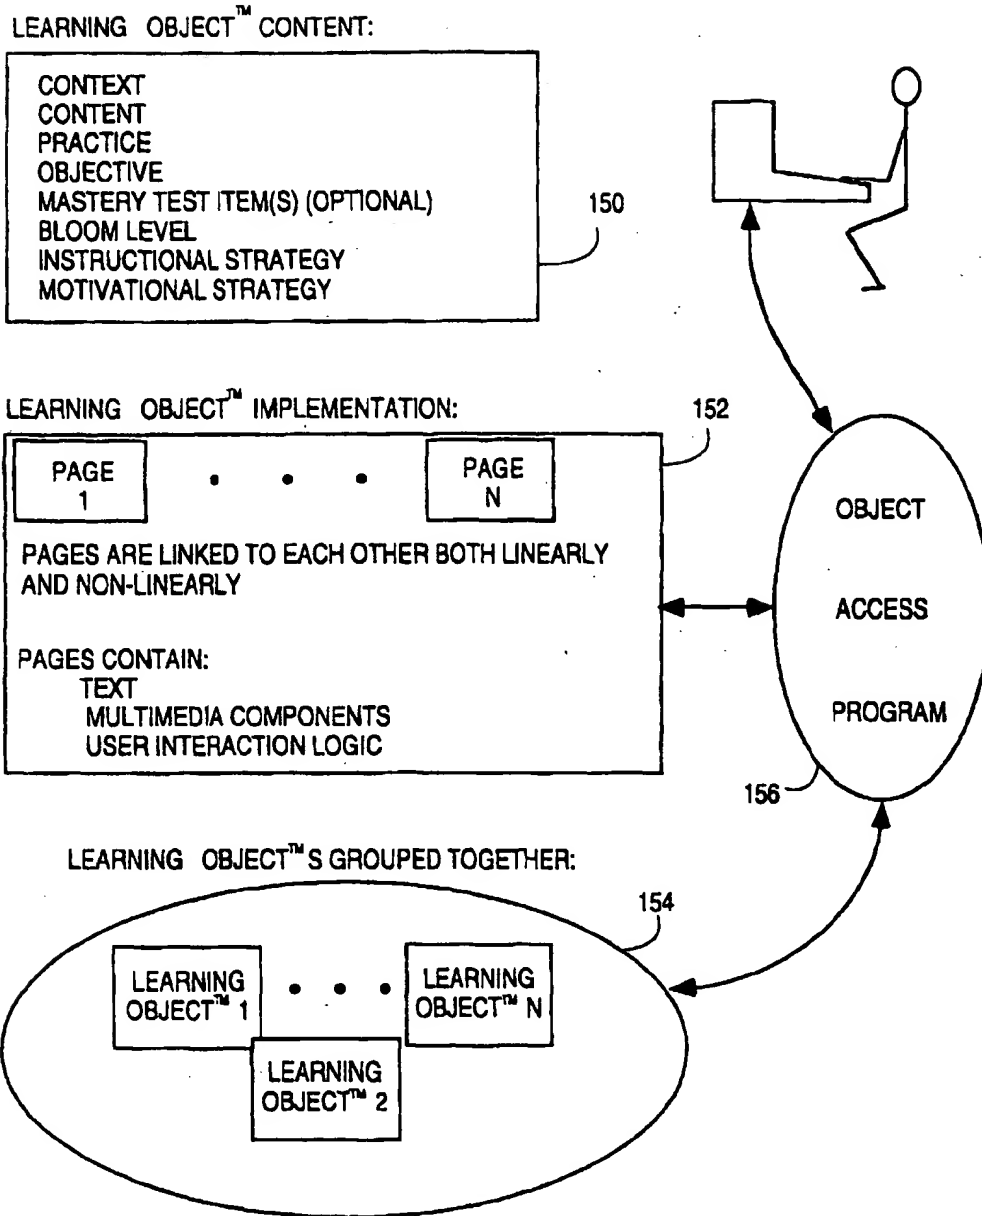 LEARNING OBJECT™ CONTENT:
CONTEXT
CONTENT
PRACTICE
OBJECTIVE
MASTERY TEST ITEM(S) (OPTIONAL)
BLOOM LEVEL
INSTRUCTIONAL STRATEGY
MOTIVATIONAL STRATEGY
150
LEARNING OBJECT™ IMPLEMENTATION:
152
PAGE
1
PAGE
N
PAGES ARE LINKED TO EACH OTHER BOTH LINEARLY
AND NON-LINEARLY
PAGES CONTAIN:
TEXT
MULTIMEDIA COMPONENTS
USER INTERACTION LOGIC
OBJECT
ACCESS
PROGRAM
156
LEARNING OBJECT™S GROUPED TOGETHER:
154
LEARNING
OBJECT™ 1
LEARNING
OBJECT™ N
LEARNING
OBJECT™ 2